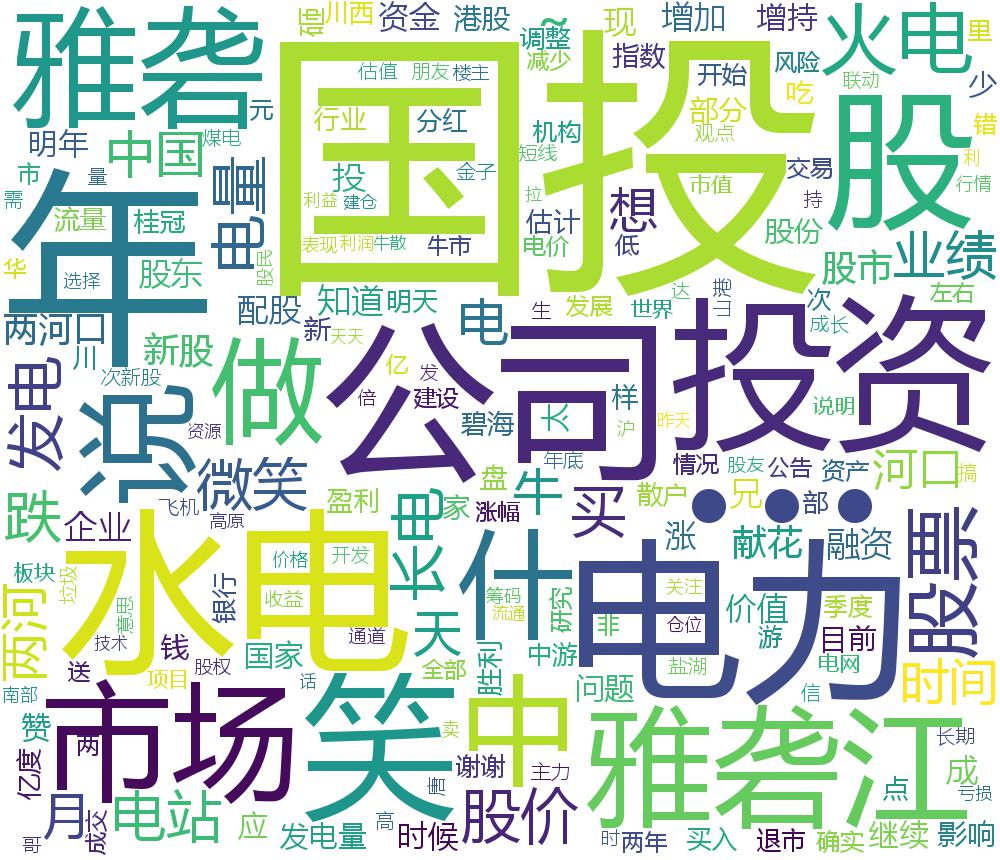 雅砻
国投
火电
股
年
公司
投资
水电
电力
市场
笑
中
雅砻江
说
做
什
•••
川西
资金
港股
~
调整
减少
现
增加
增持
里
指数
开始
风险
联动
少
砸
元
估值
朋友
楼主
行业
分红
机构
部分
吃
观点
错
明年
中国
煤电
电量
投
金子
短线
交易
利
市
量
利益
建仓
拉
想
市值
持
行情
需
流量
桂冠
表现
利润
牛散
牛市
估计
电价
低
股份
业绩
华
选择
股东
股民
股市
两河口
配股
知道
明天
电
生
发展
世界
达
山
次
成长
左右
川
新股
新
天天
亿
发
次新股
倍
建设
碧海
太
样
沪
昨天
说明
发电
资源
年底
情况
股友
公告
资产
河口
搞
微笑
盈利
家
盘
牛
涨幅
买
散户
兄
部
飞机
高原
跌
企业
长电
涨
献花
融资
股票
板块
垃圾
意思
价格
开发
收益
筹码
流通
研究
非
关注
仓位
价值
游
季度
目前
两河
银行
技术
钱
通道
天
国家
全部
胜利
中游
盐湖
电网
时间
送
股权
项目
问题
信
南部
话
赞
两
卖
谢谢
主力
长期
成
亿度
月
成交
电站
应
高
股价
点
亏损
哥
发电量
时候
时
两年
买入
退市
确实
继续
影响